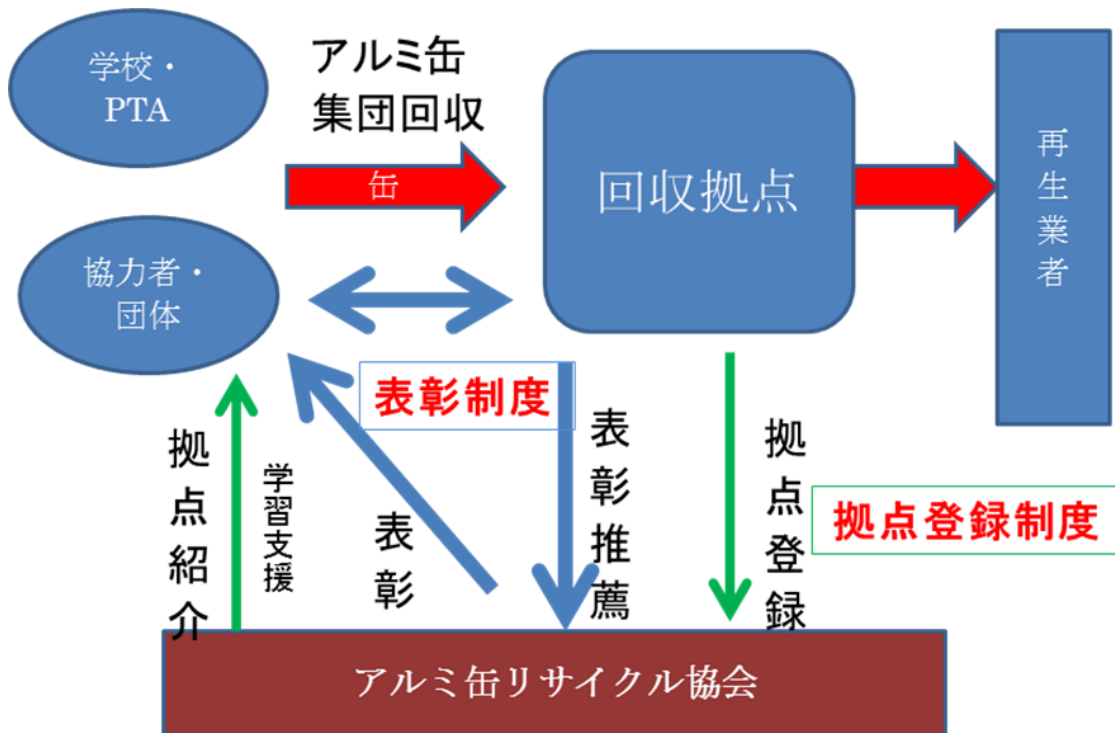 学校・
PTA
アルミ缶
集団回収
缶
回収拠点
再生業者
協力者・
団体
表彰制度
拠点紹介
学習支援
表彰
表彰推薦
拠点登録
拠点登録制度
アルミ缶リサイクル協会